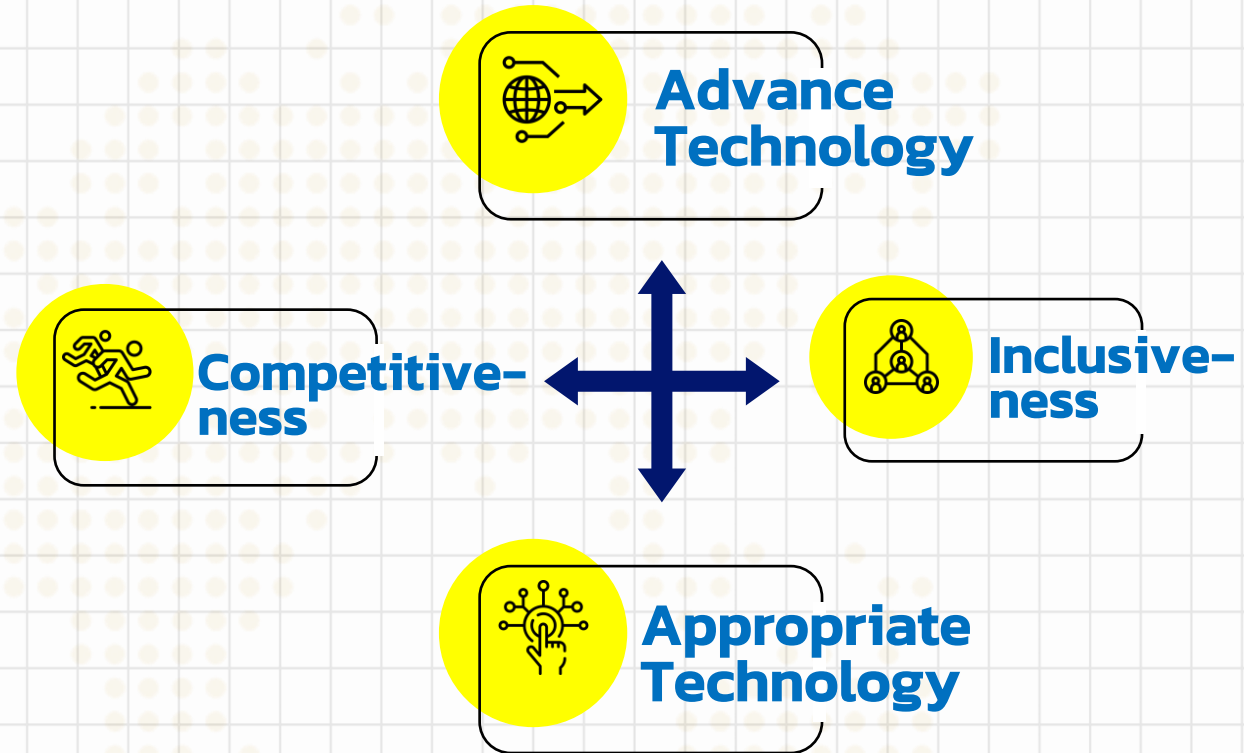 Advance
Technology
Competitive-
ness
Inclusive-
ness
Appropriate
Technology